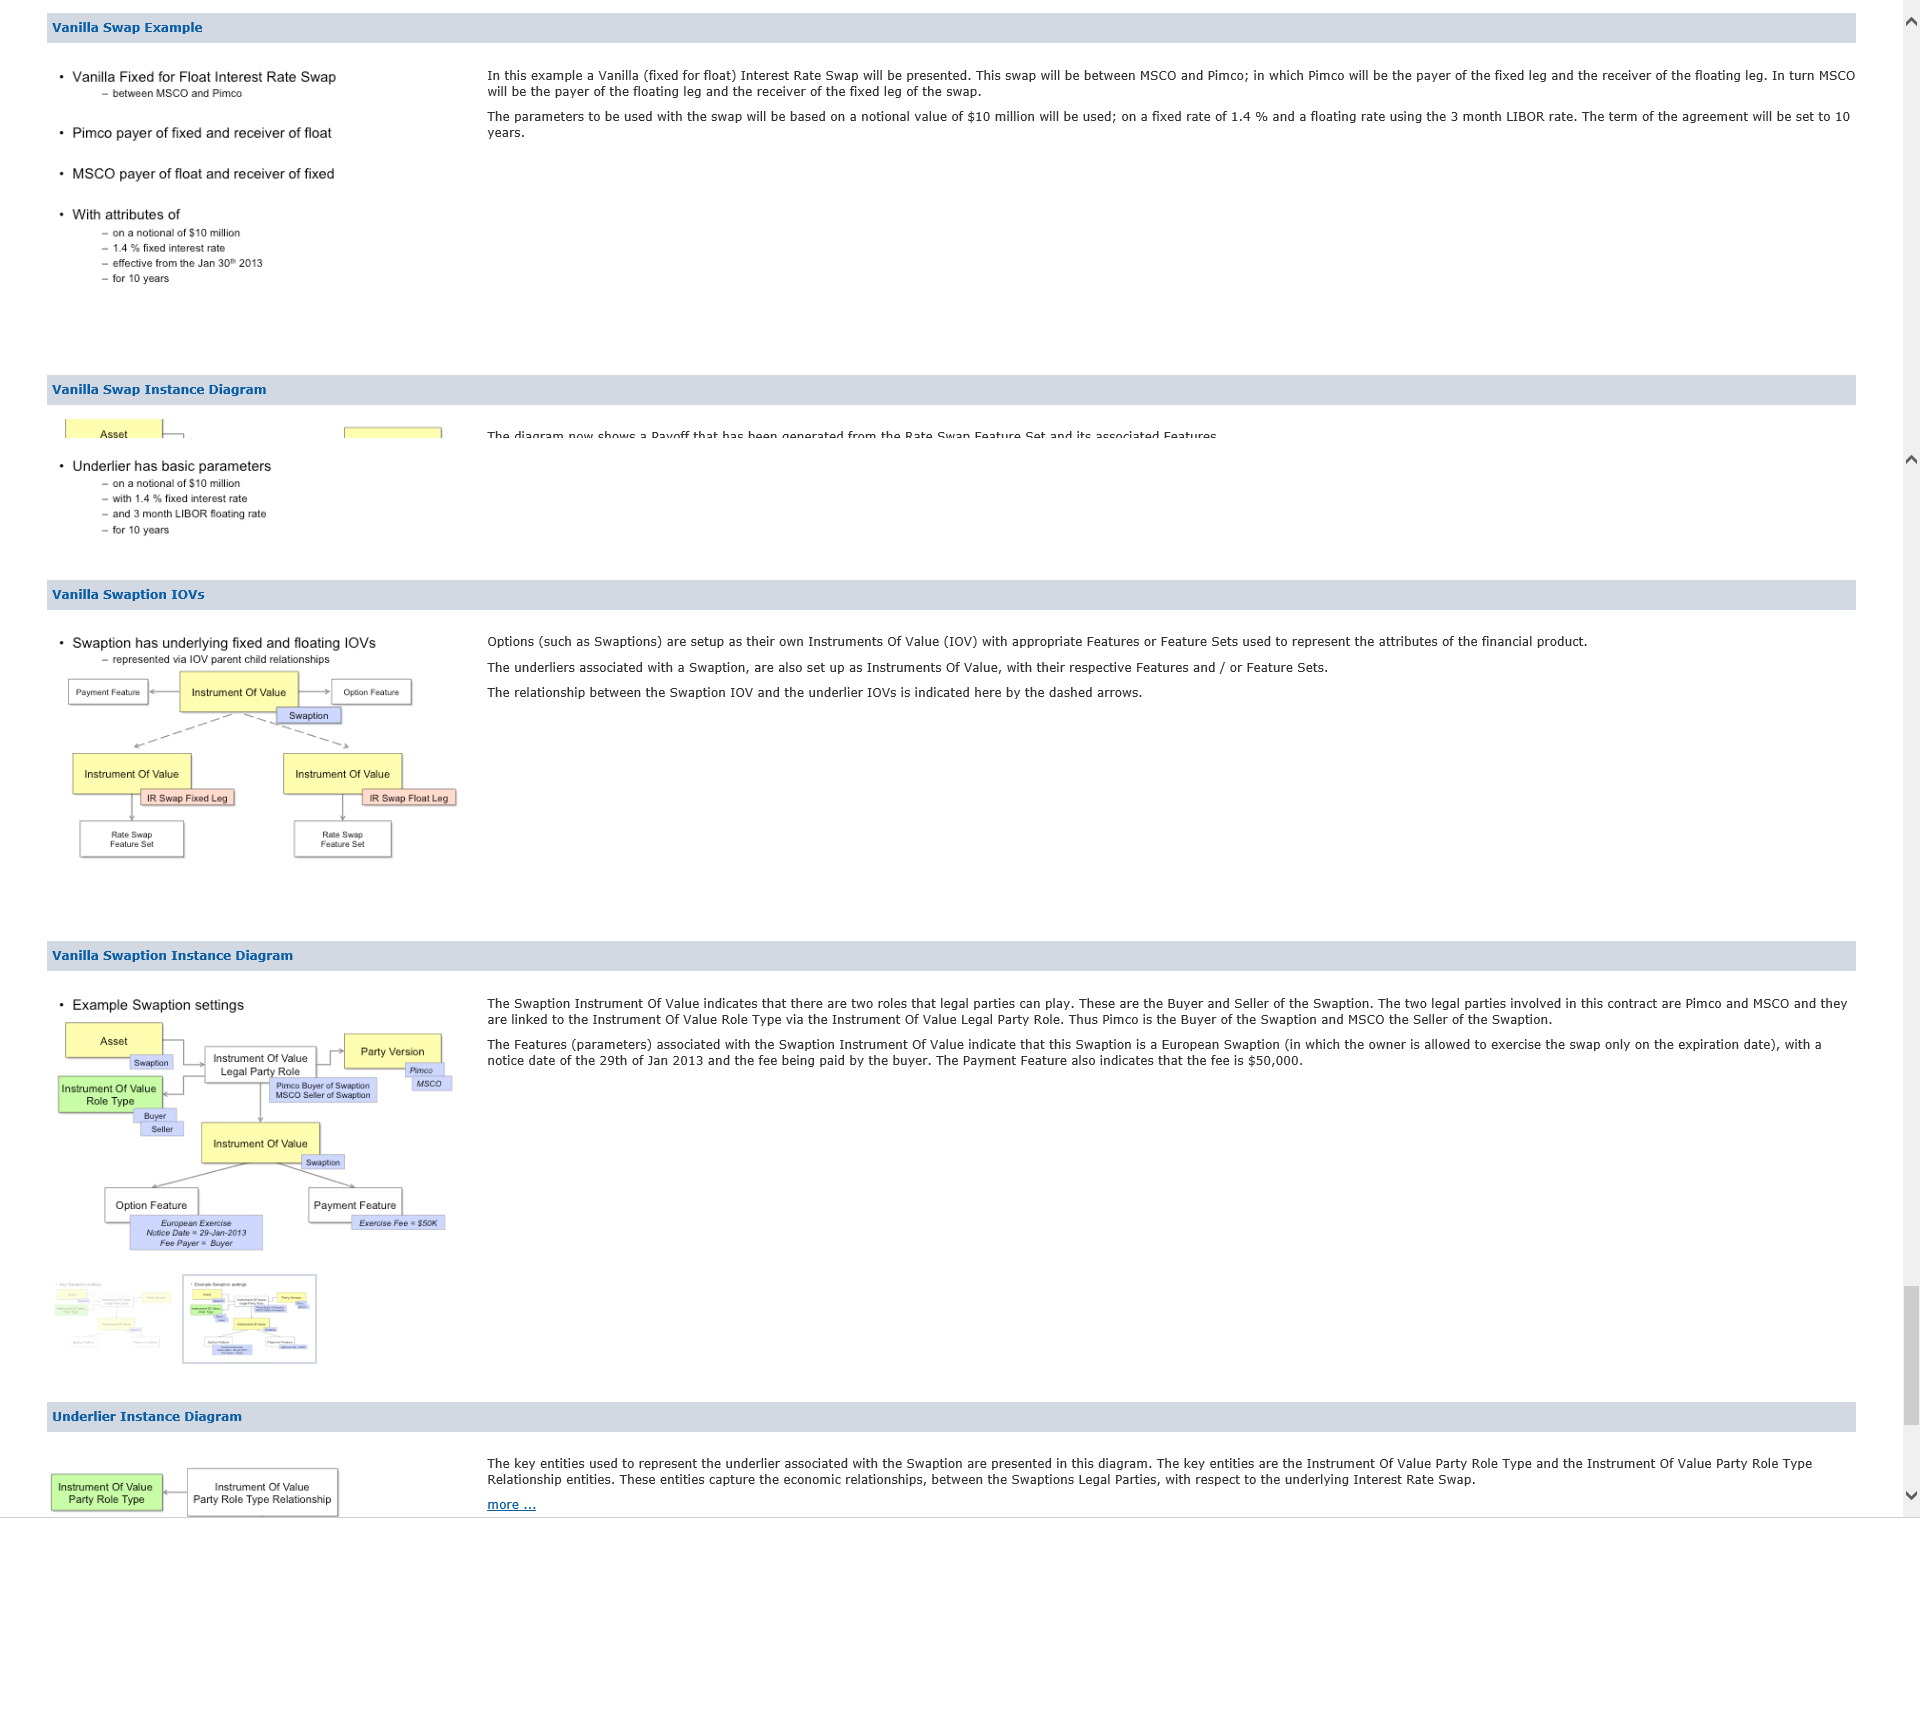 Vanilla Swap Example
• Vanilla Fixed for Float Interest Rate Swap
– between MSCO and Pimco
• Pimco payer of fixed and receiver of float
• MSCO payer of float and receiver of fixed
• With attributes of
– on a notional of $10 million
– 1.4 % fixed interest rate
– effective from the Jan 30th 2013
– for 10 years
In this example a Vanilla (fixed for float) Interest Rate Swap will be presented. This swap will be between MSCO and Pimco; in which Pimco will be the payer of the fixed leg and the receiver of the floating leg. In turn MSCO
will be the payer of the floating leg and the receiver of the fixed leg of the swap.
The parameters to be used with the swap will be based on a notional value of $10 million will be used; on a fixed rate of 1.4 % and a floating rate using the 3 month LIBOR rate. The term of the agreement will be set to 10
years.
Vanilla Swap Instance Diagram
Asset
The diagram now shows a Payoff that has been generated from the Rate Swap Feature Set and its associated Features.
• Underlier has basic parameters
– on a notional of $10 million
– with 1.4 % fixed interest rate
– and 3 month LIBOR floating rate
– for 10 years
Vanilla Swaption IOVs
• Swaption has underlying fixed and floating IOVs
– represented via IOV parent child relationships
Payment Feature
Instrument Of Value
Option Feature
Swaption
Instrument Of Value
Instrument Of Value
IR Swap Fixed Leg
IR Swap Float Leg
Rate Swap
Feature Set
Rate Swap
Feature Set
Options (such as Swaptions) are setup as their own Instruments Of Value (IOV) with appropriate Features or Feature Sets used to represent the attributes of the financial product.
The underliers associated with a Swaption, are also set up as Instruments Of Value, with their respective Features and / or Feature Sets.
The relationship between the Swaption IOV and the underlier IOVs is indicated here by the dashed arrows.
Vanilla Swaption Instance Diagram
• Example Swaption settings
Asset
Swaption
Instrument Of Value
Legal Party Role
Party Version
Pimco
MSCO
Pimco Buyer of Swaption
MSCO Seller of Swaption
Instrument Of Value
Role Type
Buyer
Seller
Instrument Of Value
Swaption
Option Feature
European Exercise
Notice Date = 29-Jan-2013
Fee Payer = Buyer
Payment Feature
Exercise Fee = $50K
The Swaption Instrument Of Value indicates that there are two roles that legal parties can play. These are the Buyer and Seller of the Swaption. The two legal parties involved in this contract are Pimco and MSCO and they
are linked to the Instrument Of Value Role Type via the Instrument Of Value Legal Party Role. Thus Pimco is the Buyer of the Swaption and MSCO the Seller of the Swaption.
The Features (parameters) associated with the Swaption Instrument Of Value indicate that this Swaption is a European Swaption (in which the owner is allowed to exercise the swap only on the expiration date), with a
notice date of the 29th of Jan 2013 and the fee being paid by the buyer. The Payment Feature also indicates that the fee is $50,000.
Underlier Instance Diagram
Instrument Of Value
Party Role Type
Instrument Of Value
Party Role Type Relationship
The key entities used to represent the underlier associated with the Swaption are presented in this diagram. The key entities are the Instrument Of Value Party Role Type and the Instrument Of Value Party Role Type
Relationship entities. These entities capture the economic relationships, between the Swaptions Legal Parties, with respect to the underlying Interest Rate Swap.
more ...